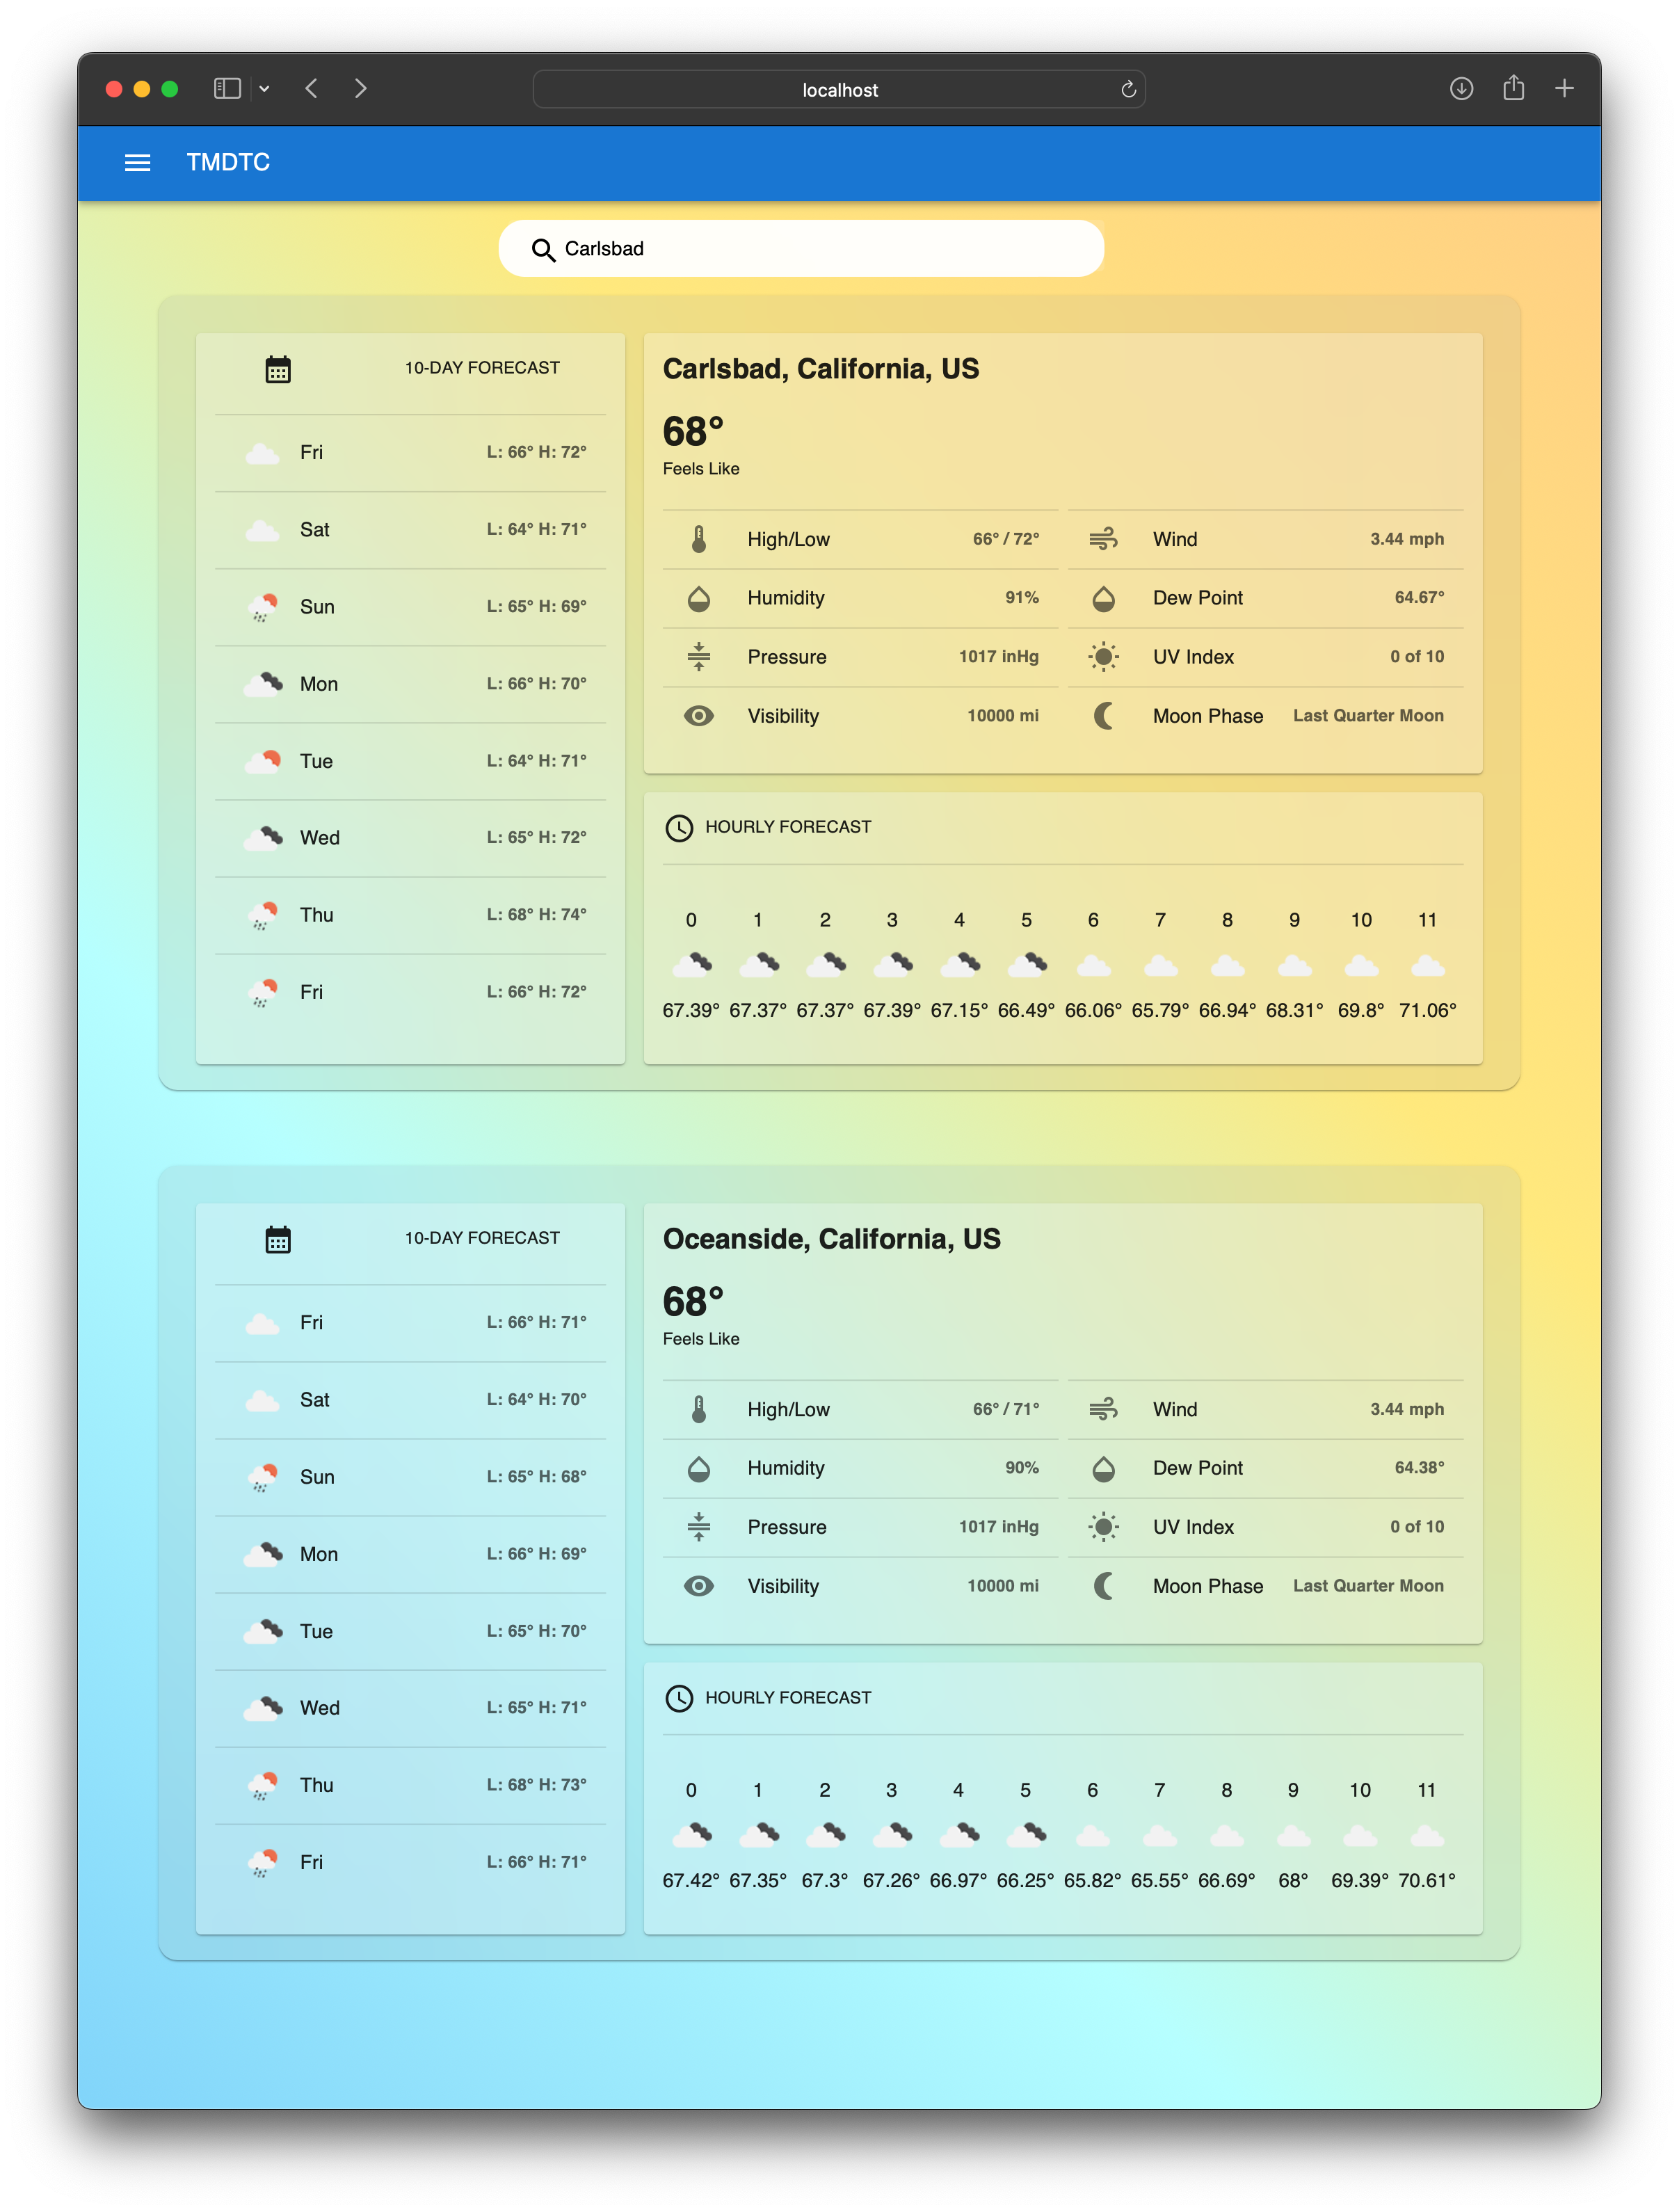 localhost
TMDTC
Carlsbad
10-DAY FORECAST
Fri L: 66° H: 72°
Sat L: 64° H: 71°
Sun L: 65° H: 69°
Mon L: 66° H: 70°
Tue L: 64° H: 71°
Wed L: 65° H: 72°
Thu L: 68° H: 74°
Fri L: 66° H: 72°
Carlsbad, California, US
68°
Feels Like
High/Low 66° / 72° Wind 3.44 mph
Humidity 91% Dew Point 64.67°
Pressure 1017 inHg UV Index 0 of 10
Visibility 10000 mi Moon Phase Last Quarter Moon
HOURLY FORECAST
0 1 2 3 4 5 6 7 8 9 10 11
67.39° 67.37° 67.37° 67.39° 67.15° 66.49° 66.06° 65.79° 66.94° 68.31° 69.8° 71.06°
10-DAY FORECAST
Fri L: 66° H: 71°
Sat L: 64° H: 70°
Sun L: 65° H: 68°
Mon L: 66° H: 69°
Tue L: 65° H: 70°
Wed L: 65° H: 71°
Thu L: 68° H: 73°
Fri L: 66° H: 71°
Oceanside, California, US
68°
Feels Like
High/Low 66° / 71° Wind 3.44 mph
Humidity 90% Dew Point 64.38°
Pressure 1017 inHg UV Index 0 of 10
Visibility 10000 mi Moon Phase Last Quarter Moon
HOURLY FORECAST
0 1 2 3 4 5 6 7 8 9 10 11
67.42° 67.35° 67.3° 67.26° 66.97° 66.25° 65.82° 65.55° 66.69° 68° 69.39° 70.61°